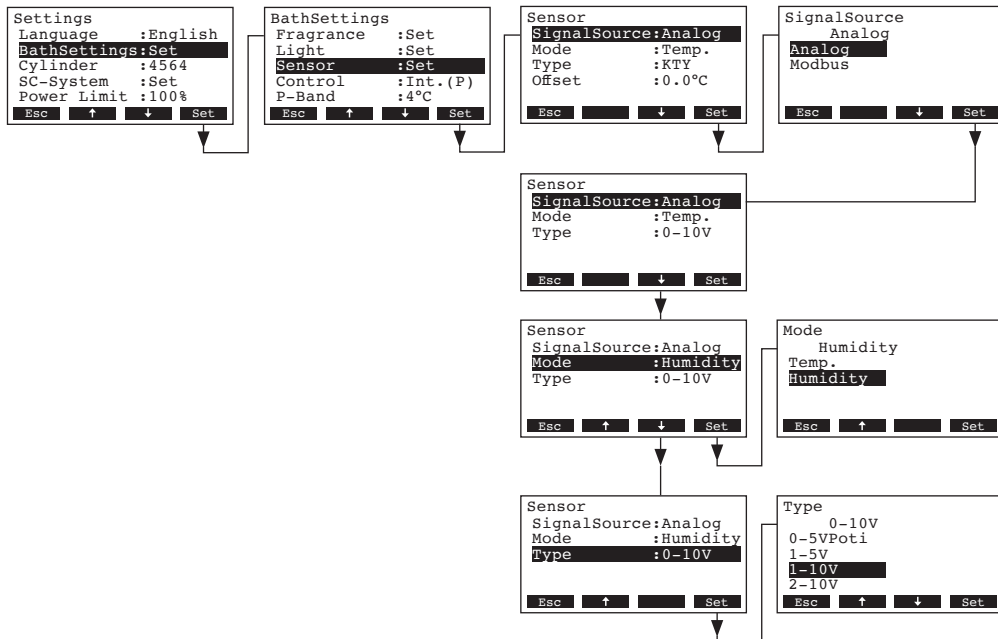 Settings
Language :English
BathSettings:Set
Cylinder :4564
SC-System :Set
Power Limit :100%
Esc ↑ ↓ Set
BathSettings
Fragrance :Set
Light :Set
Sensor :Set
Control :Int.(P)
P-Band :4°C
Esc ↑ ↓ Set
Sensor
SignalSource:Analog
Mode :Temp.
Type :KTY
Offset :0.0°C
Esc ↓ Set
SignalSource
Analog
Analog
Modbus
Esc ↓ Set
Sensor
SignalSource:Analog
Mode :Temp.
Type :0-10V
Esc ↓ Set
Sensor
SignalSource:Analog
Mode :Humidity
Type :0-10V
Esc ↑ ↓ Set
Mode
Humidity
Temp.
Humidity
Esc ↑ Set
Sensor
SignalSource:Analog
Mode :Humidity
Type :0-10V
Esc ↑ Set
Type
0-10V
0-5VPoti
1-5V
1-10V
2-10V
Esc ↑ ↓ Set